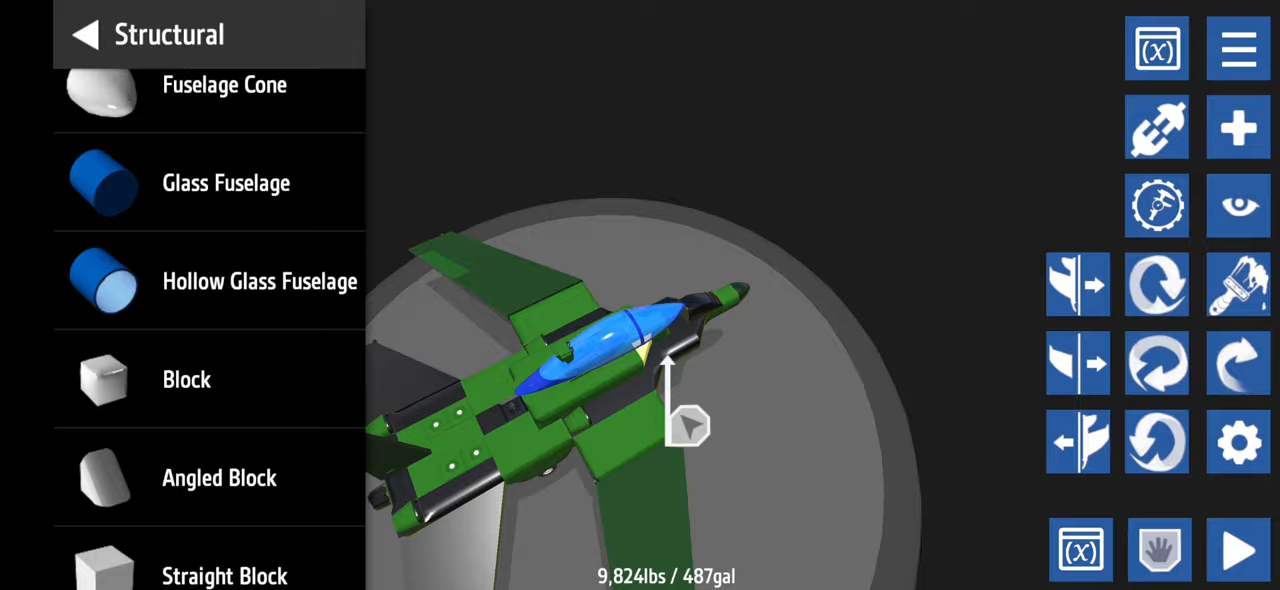 Structural
Fuselage Cone
Glass Fuselage
Hollow Glass Fuselage
Block
Angled Block
Straight Block
(x)
(x)
9,824lbs / 487gal